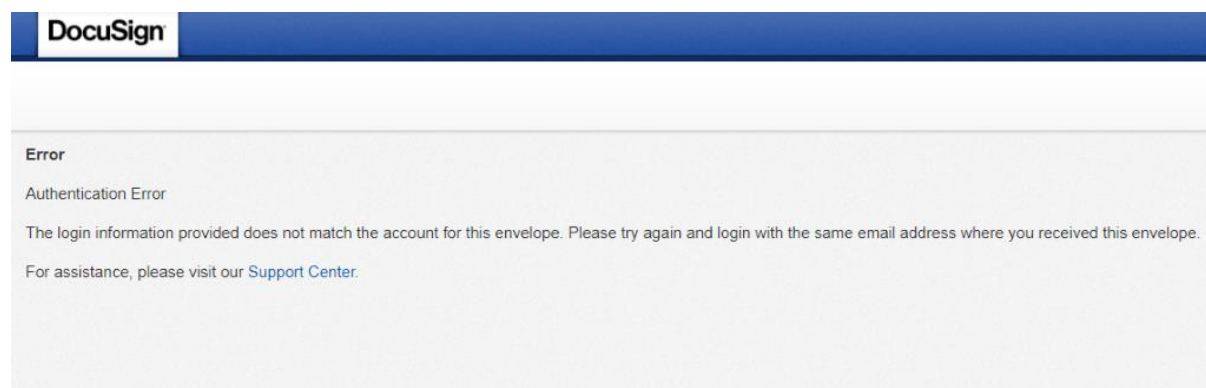 DocuSign
Error
Authentication Error
The login information provided does not match the account for this envelope. Please try again and login with the same email address where you received this envelope.
For assistance, please visit our Support Center.